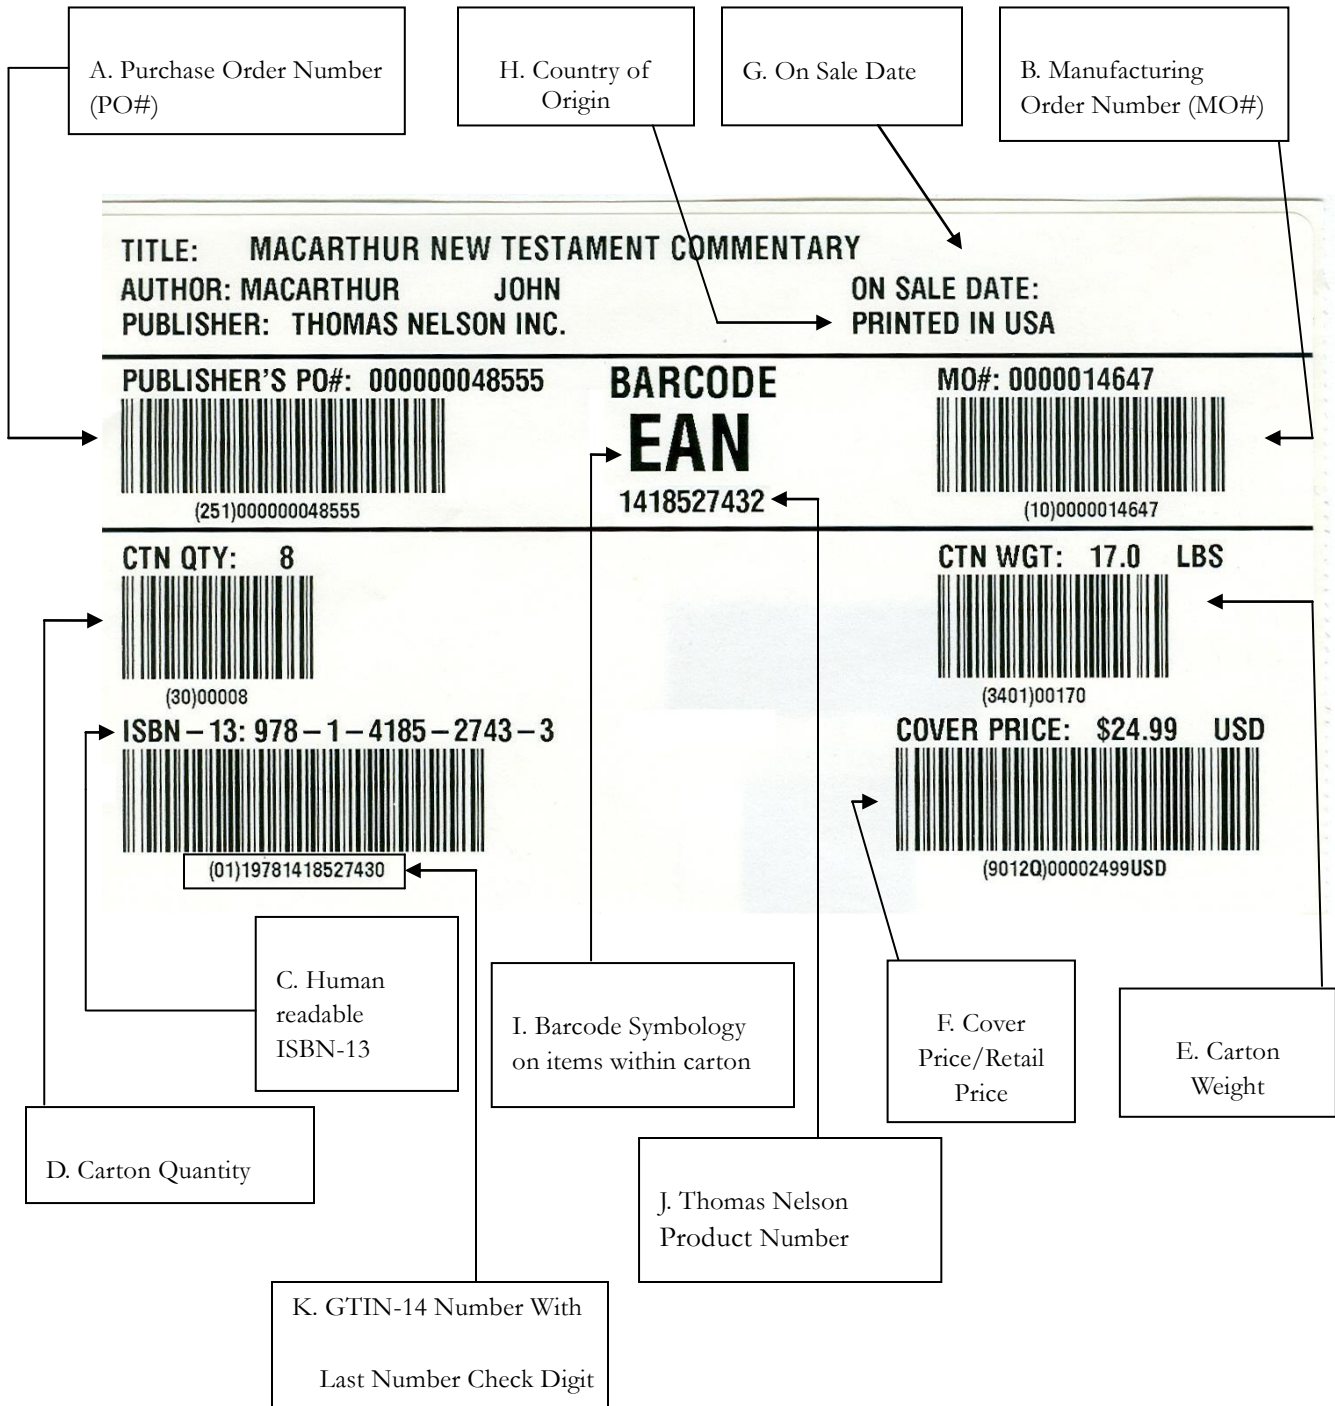 A. Purchase Order Number
(PO#)
H. Country of
Origin
G. On Sale Date
B. Manufacturing
Order Number (MO#)
TITLE: MACARTHUR NEW TESTAMENT COMMENTARY
AUTHOR: MACARTHUR JOHN
ON SALE DATE:
PUBLISHER: THOMAS NELSON INC.
PRINTED IN USA
PUBLISHER'S PO#: 000000048555
(251)000000048555
BARCODE
EAN
1418527432
MO#: 0000014647
(10)0000014647
CTN QTY: 8
(30)00008
CTN WGT: 17.0 LBS
(3401)00170
ISBN – 13: 978 – 1 – 4185 – 2743 – 3
(01)19781418527430
COVER PRICE: $24.99 USD
(9012Q)00002499USD
C. Human
readable
ISBN-13
I. Barcode Symbology
on items within carton
F. Cover
Price/Retail
Price
E. Carton
Weight
D. Carton Quantity
J. Thomas Nelson
Product Number
K. GTIN-14 Number With
Last Number Check Digit